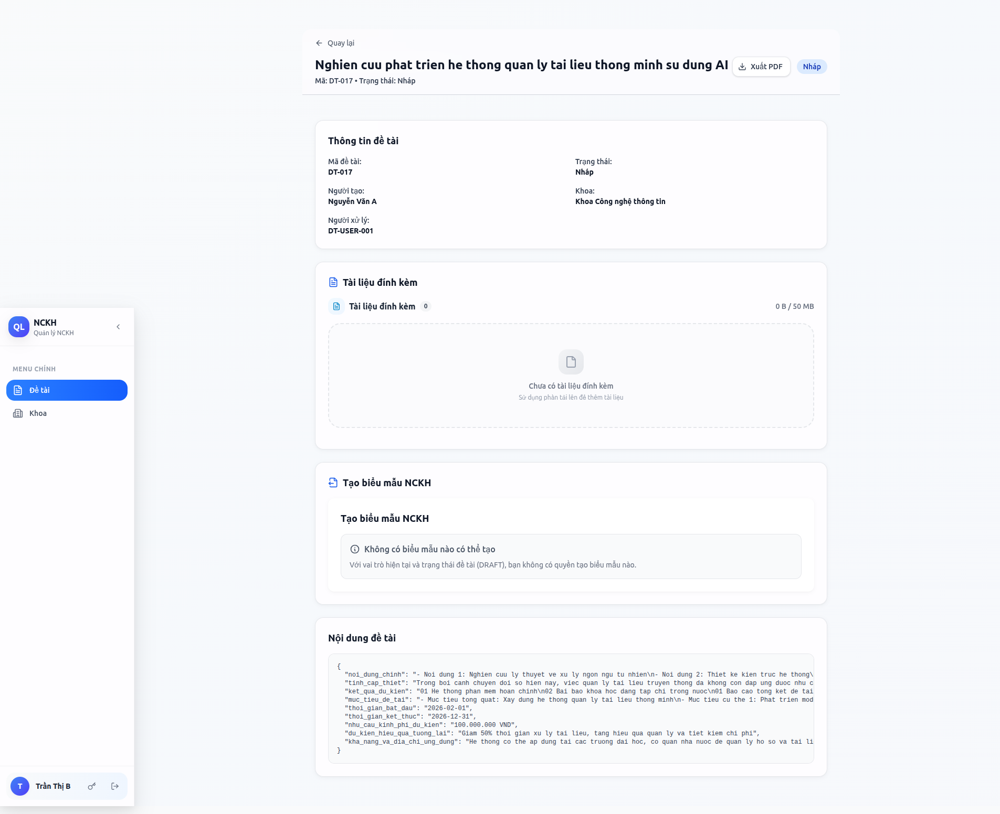 Quay lại
Nghien cuu phat trien he thong quan ly tai lieu thong minh su dung AI
Xuất PDF
Nháp
Mã: DT-017 • Trạng thái: Nháp
Thông tin đề tài
Mã đề tài:
DT-017
Trạng thái:
Nháp
Người tạo:
Nguyễn Văn A
Khoa:
Khoa Công nghệ thông tin
Người xử lý:
DT-USER-001
Tài liệu đính kèm
Tài liệu đính kèm 0
0 B / 50 MB
Chưa có tài liệu đính kèm
Sử dụng phần tải lên để thêm tài liệu
Tạo biểu mẫu NCKH
Tạo biểu mẫu NCKH
Không có biểu mẫu nào có thể tạo
Với vai trò hiện tại và trạng thái đề tài (DRAFT), bạn không có quyền tạo biểu mẫu nào.
Nội dung đề tài
{
"noi_dung_chinh": "- Noi dung 1: Nghien cuu ly thuyet ve xu ly ngon ngu tu nhien\n- Noi dung 2: Thiet ke kien truc he thong\
"tinh_cap_thiet": "Trong boi canh chuyen doi so hien nay, viec quan ly tai lieu truyen thong da khong con dap ung duoc nhu c
"ket_qua_du_kien": "01 He thong phan mem hoan chinh\n02 Bai bao khoa hoc dang tap chi trong nuoc\n01 Bao cao tong ket de tai
"muc_tieu_de_tai": "- Muc tieu tong quat: Xay dung he thong quan ly tai lieu thong minh\n- Muc tieu cu the 1: Phat trien mod
"thoi_gian_bat_dau": "2026-02-01",
"thoi_gian_ket_thuc": "2026-12-31",
"nhu_cau_kinh_phi_du_kien": "100.000.000 VND",
"du_kien_hieu_qua_tuong_lai": "Giam 50% thoi gian xu ly tai lieu, tang hieu qua quan ly va tiet kiem chi phi",
"kha_nang_va_dia_chi_ung_dung": "He thong co the ap dung tai cac truong dai hoc, co quan nha nuoc de quan ly ho so va tai li
}
QL
NCKH
Quản lý NCKH
MENU CHÍNH
Đề tài
Khoa
T
Trần Thị B